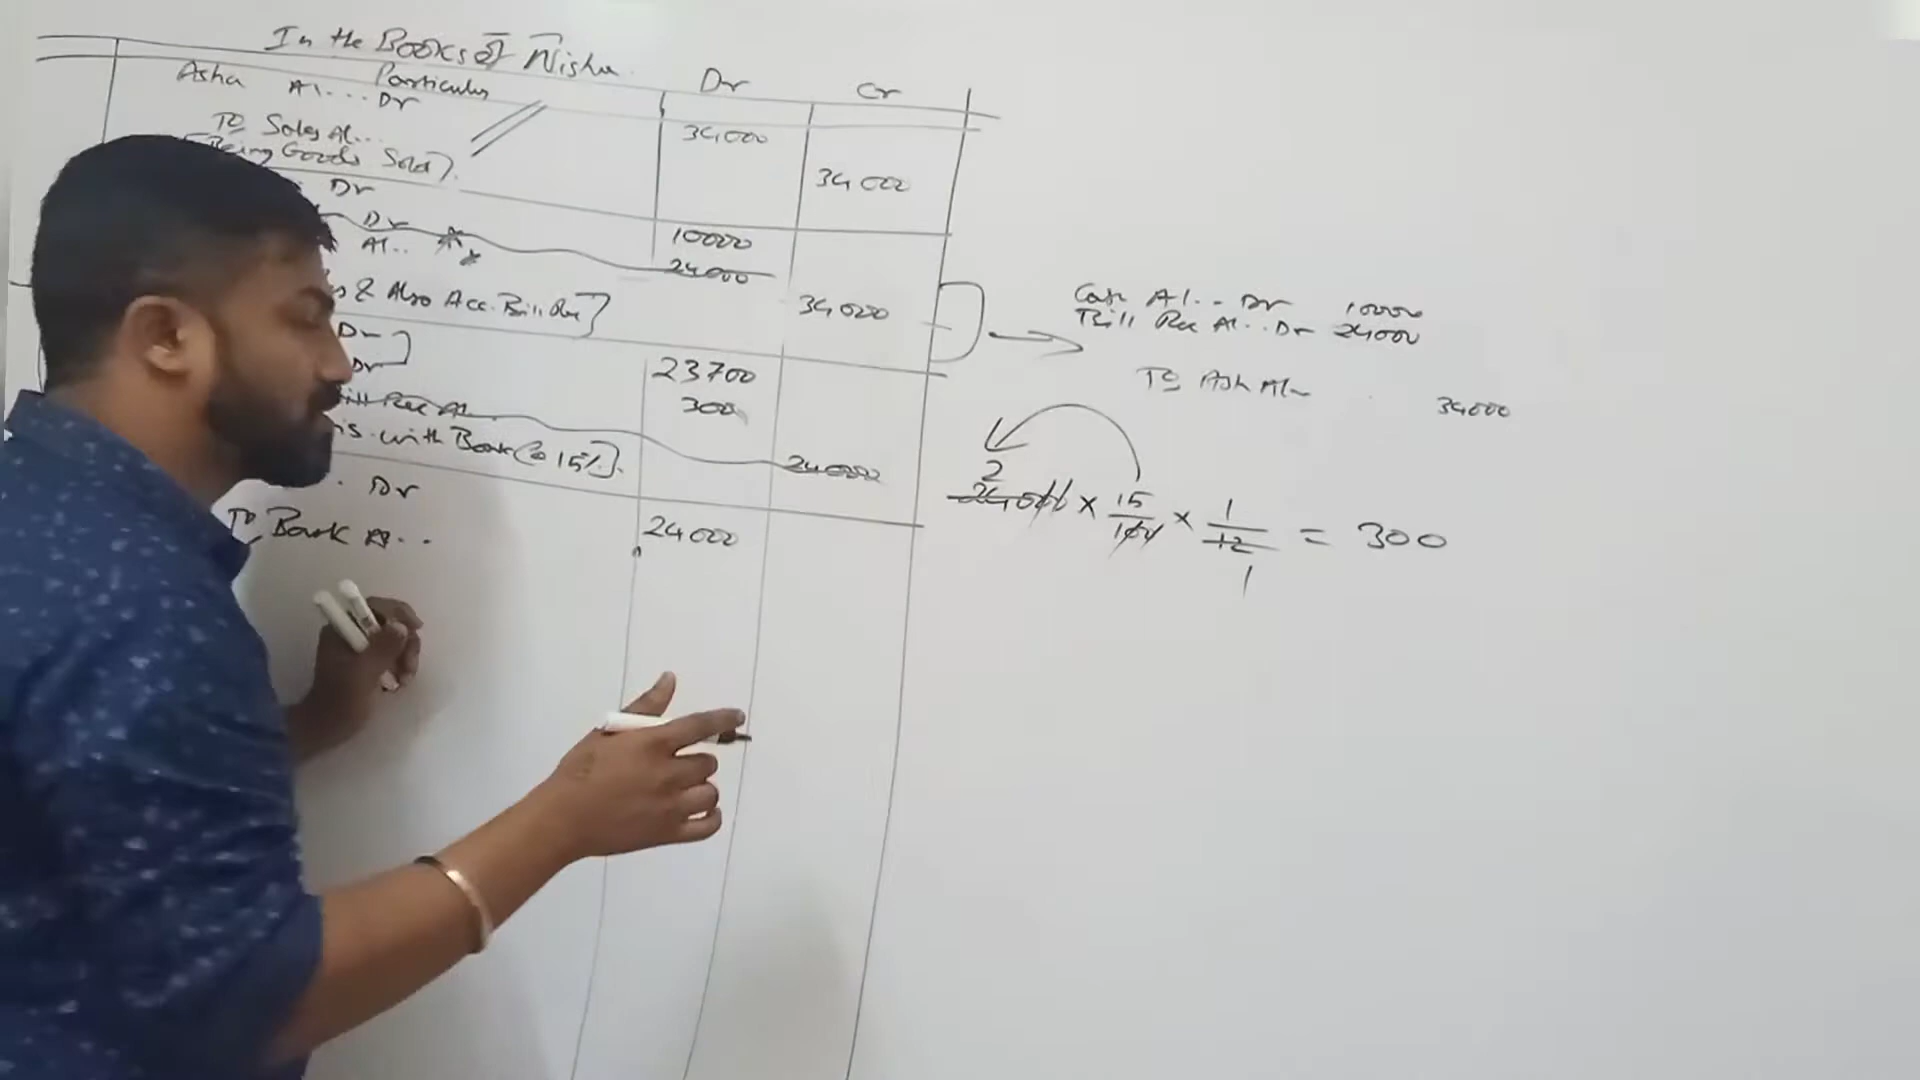 In the Books of Nisha
Particulars Dr Cr
Asha A/... Dr 34000
To Sales A/... 34000
Being Goods Sold).
Dr 10000
Dr 24000
A/..
& Also Acc. Bill Rec] 34000
Dr 23700
Dr 300
Bill Rec A/... 24000
with Bank @ 15%].
Dr 24000
To Bank A/...
Cash A/... Dr 10000
Bill Rec A/... Dr 24000
To Ash A/- 34000
2
24000 × 15/100 × 1/12 = 300
1